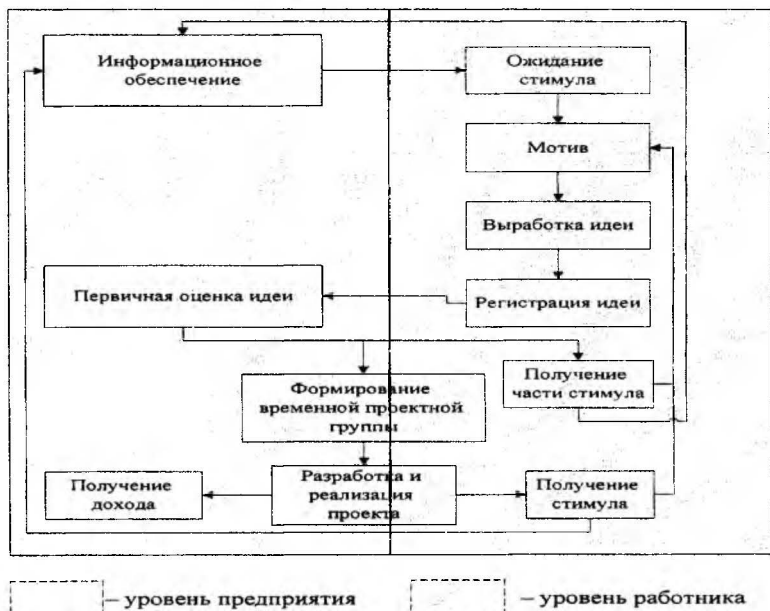 Информационное
обеспечение
Ожидание
стимула
Мотив
Выработка идеи
Первичная оценка идеи
Регистрация идеи
Формирование
временной проектной
группы
Получение
части стимула
Получение
дохода
Разработка и
реализация
проекта
Получение
стимула
– уровень предприятия
– уровень работника